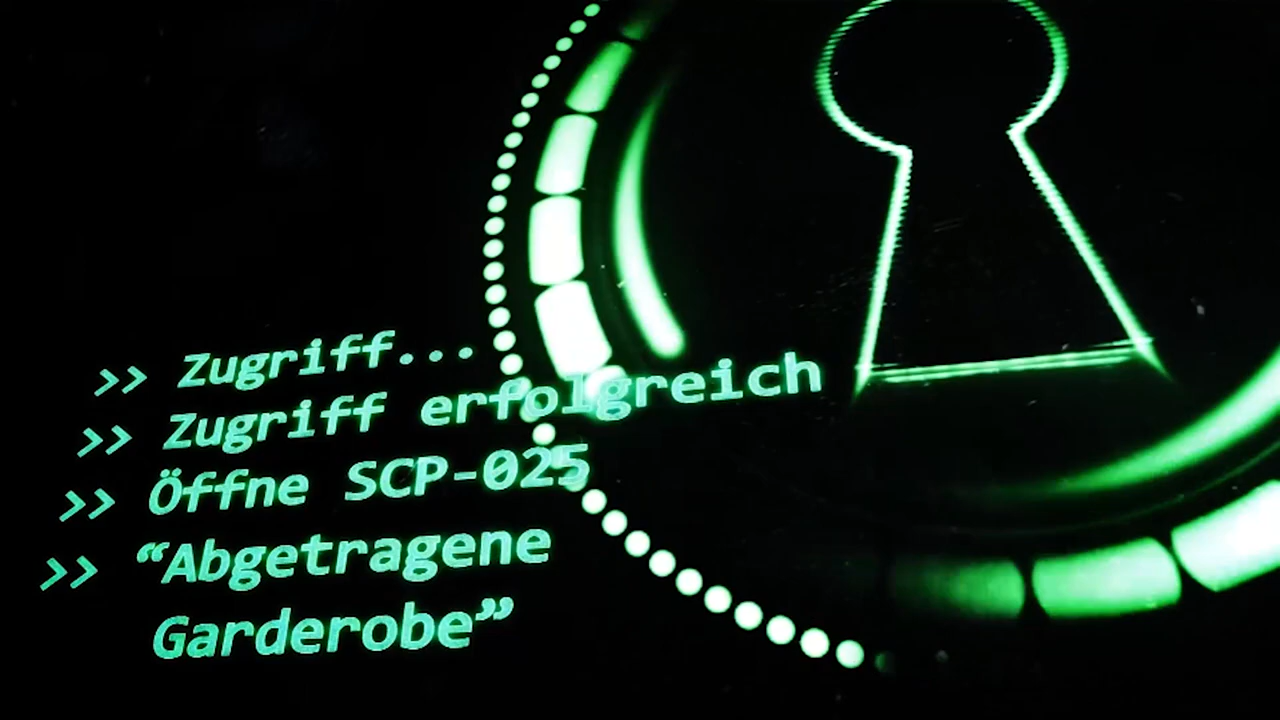 >> Zugriff...
>> Zugriff erfolgreich
>> Öffne SCP-025
>> “Abgetragene
Garderobe”